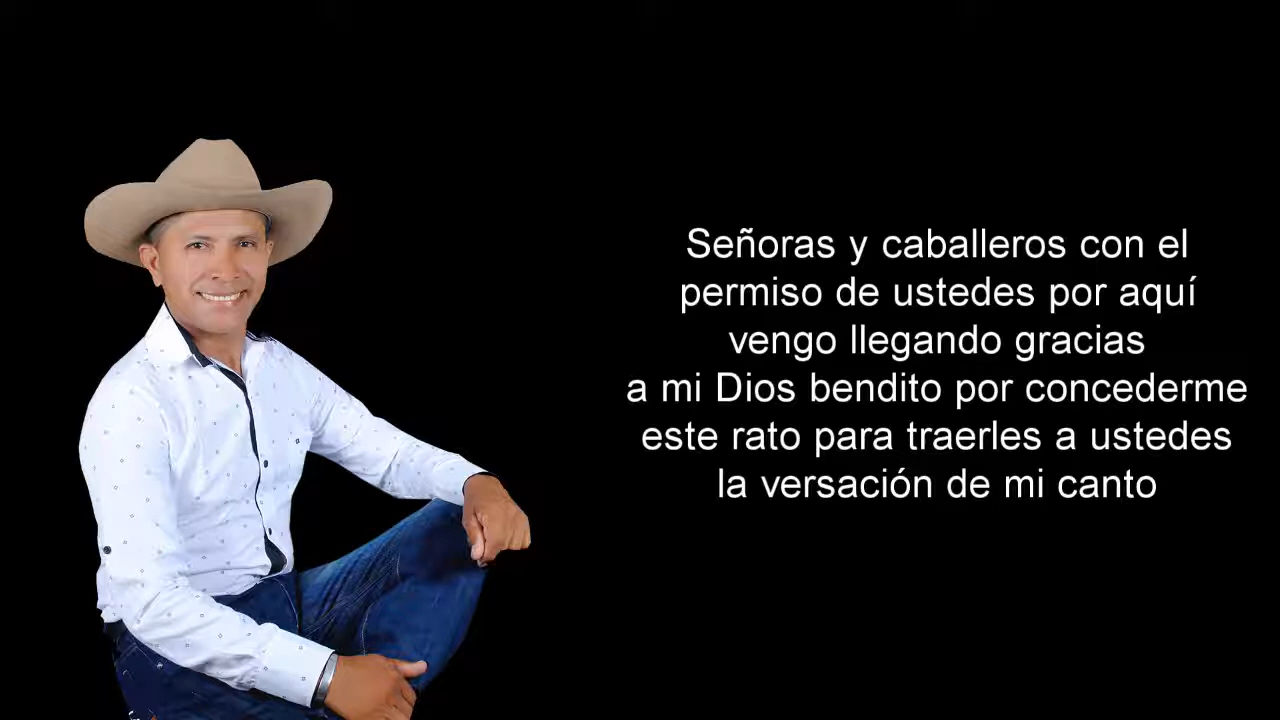 Señoras y caballeros con el
permiso de ustedes por aquí
vengo llegando gracias
a mi Dios bendito por concederme
este rato para traerles a ustedes
la versación de mi canto